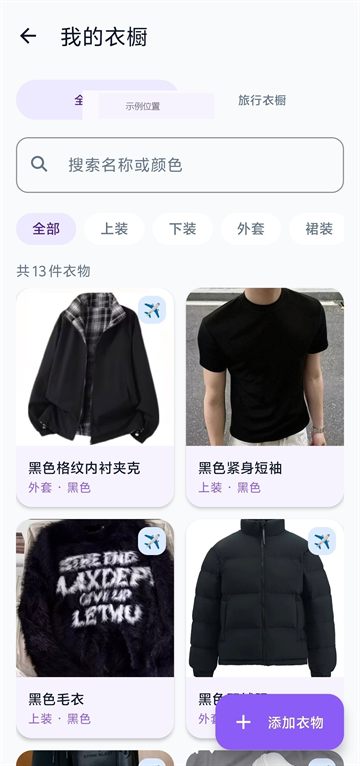 我的衣橱
示例位置
旅行衣橱
搜索名称或颜色
全部
上装
下装
外套
裙装
共13件衣物
黑色格纹内衬夹克
外套 · 黑色
黑色紧身短袖
上装 · 黑色
黑色毛衣
上装 · 黑色
黑色
添加衣物